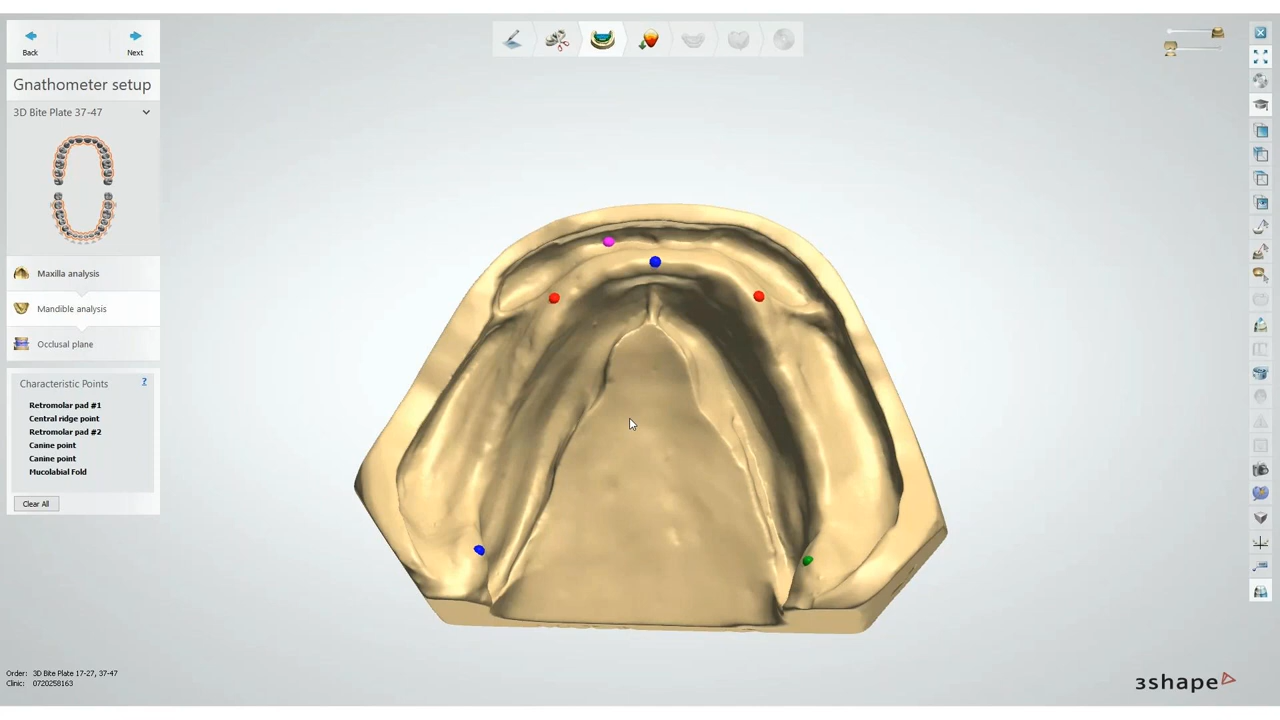 Back
Next
Gnathometer setup
3D Bite Plate 37-47
Maxilla analysis
Mandible analysis
Occlusal plane
Characteristic Points
?
Retromolar pad #1
Central ridge point
Retromolar pad #2
Canine point
Canine point
Mucolabial Fold
Clear All
Order: 3D Bite Plate 17-27, 37-47
Clinic: 0720258163
3shape